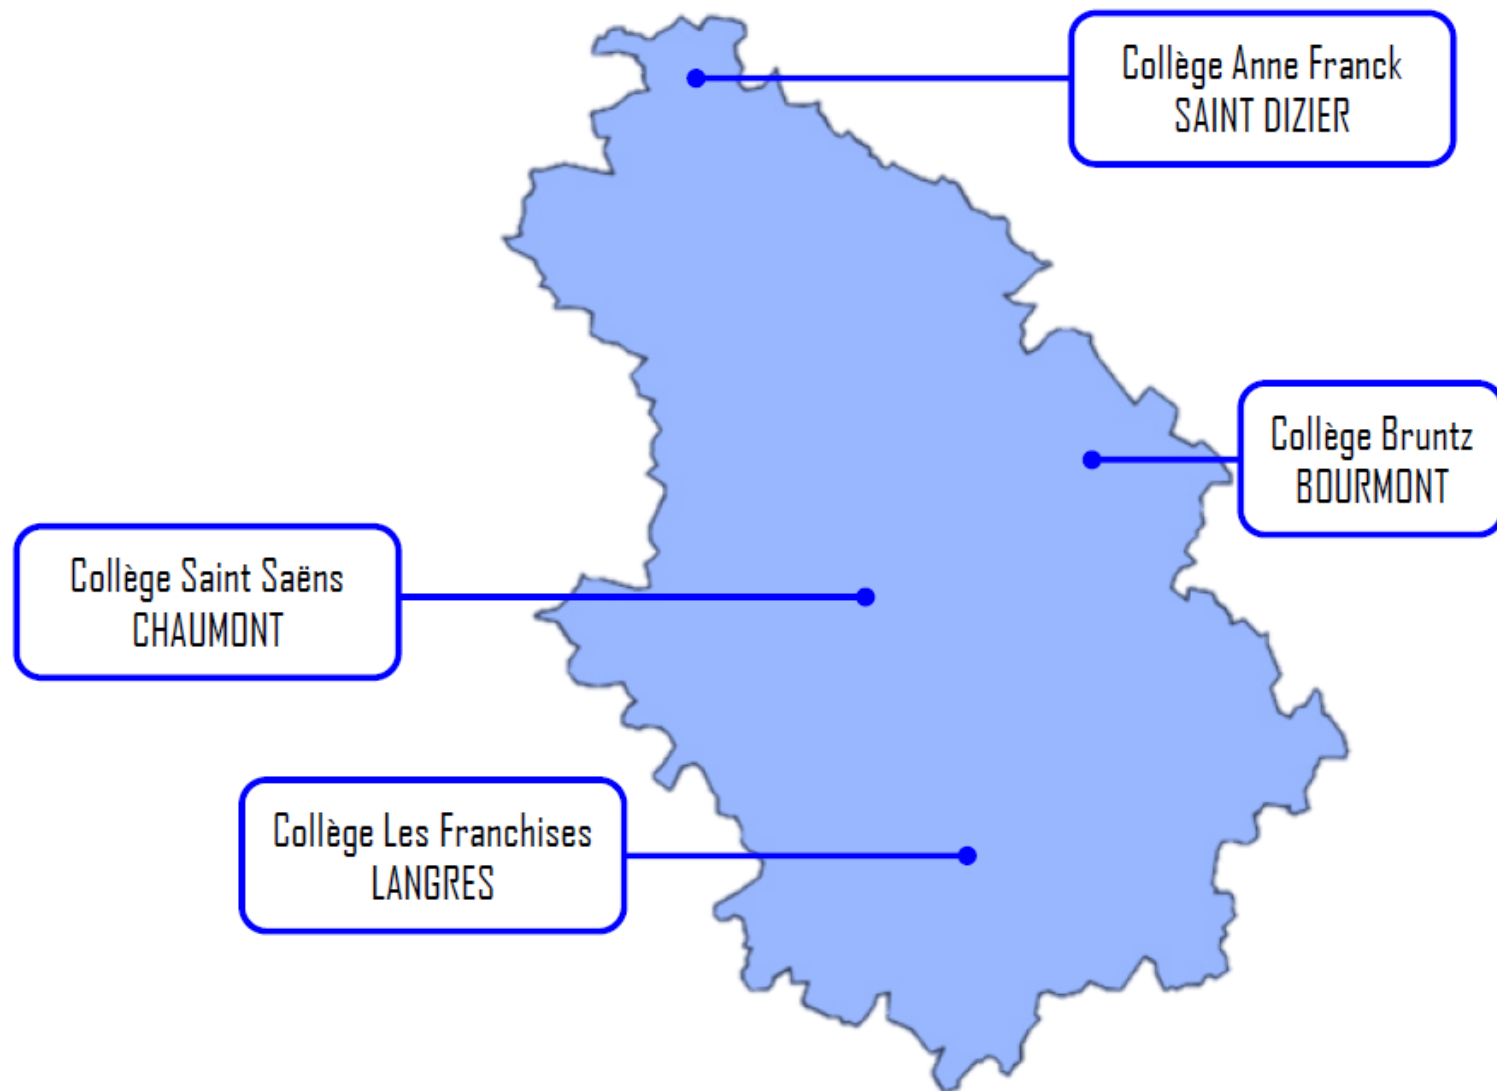 Collège Anne Franck
SAINT DIZIER
Collège Bruntz
BOURMONT
Collège Saint Saëns
CHAUMONT
Collège Les Franchises
LANGRES